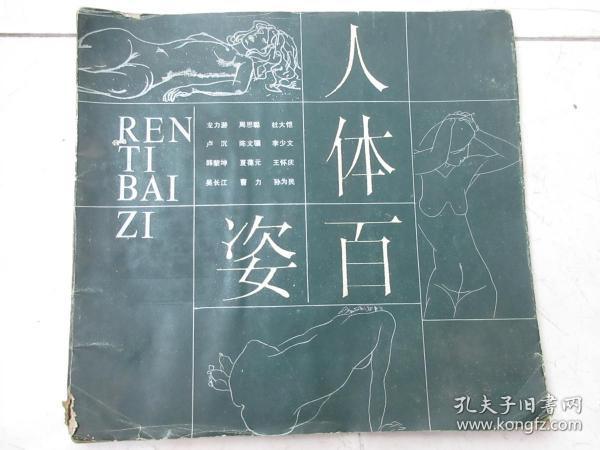 人体百姿
REN
TI
BAI
ZI
龙力游 周思聪 杜大恺
卢沉 陈文骥 李少文
韩黎坤 夏葆元 王怀庆
吴长江 曹力 孙为民
孔夫子旧书网
www.kongfz.com